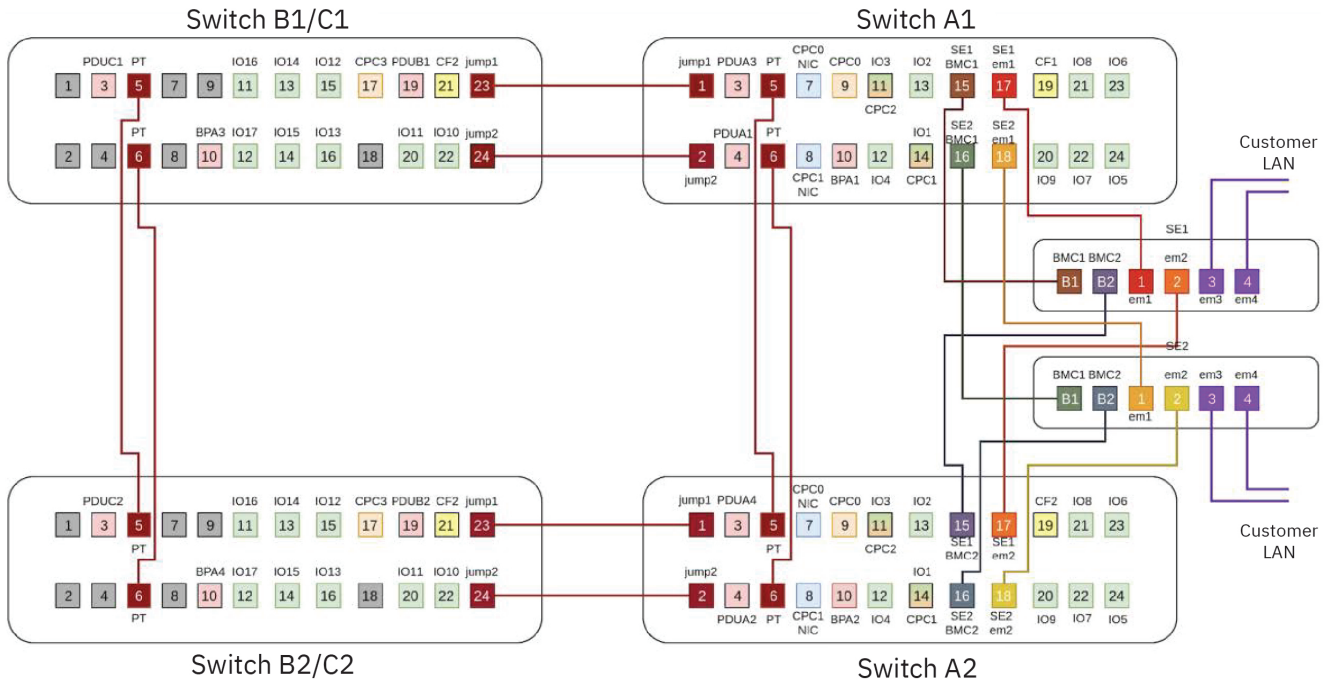 Switch B1/C1
PDUC1 PT IO16 IO14 IO12 CPC3 PDUB1 CF2 jump1
1 3 5 7 9 11 13 15 17 19 21 23
PT BPA3 IO17 IO15 IO13 IO11 IO10 jump2
2 4 6 8 10 12 14 16 18 20 22 24
Switch A1
jump1 PDUA3 PT CPC0 NIC CPC0 IO3 IO2 SE1 BMC1 SE1 em1 CF1 IO8 IO6
1 3 5 7 9 11 13 15 17 19 21 23
CPC2
PDUA1 PT IO1 SE2 BMC1 SE2 em1
2 4 6 8 10 12 14 16 18 20 22 24
jump2 CPC1 NIC BPA1 IO4 CPC1 IO9 IO7 IO5
Customer
LAN
SE1
BMC1 BMC2 em2
B1 B2 1 2 3 4
em1 em3 em4
SE2
BMC1 BMC2 em2 em3 em4
B1 B2 1 2 3 4
em1
Customer
LAN
PDUC2 IO16 IO14 IO12 CPC3 PDUB2 CF2 jump1
1 3 5 7 9 11 13 15 17 19 21 23
PT
BPA4 IO17 IO15 IO13 IO11 IO10 jump2
2 4 6 8 10 12 14 16 18 20 22 24
PT
Switch B2/C2
jump1 PDUA4 CPC0 NIC CPC0 IO3 IO2 CF2 IO8 IO6
1 3 5 7 9 11 13 15 17 19 21 23
PT CPC2 SE1 BMC2 SE1 em2
jump2 IO1
2 4 6 8 10 12 14 16 18 20 22 24
PDUA2 PT CPC1 NIC BPA2 IO4 CPC1 SE2 BMC2 SE2 em2 IO9 IO7 IO5
Switch A2